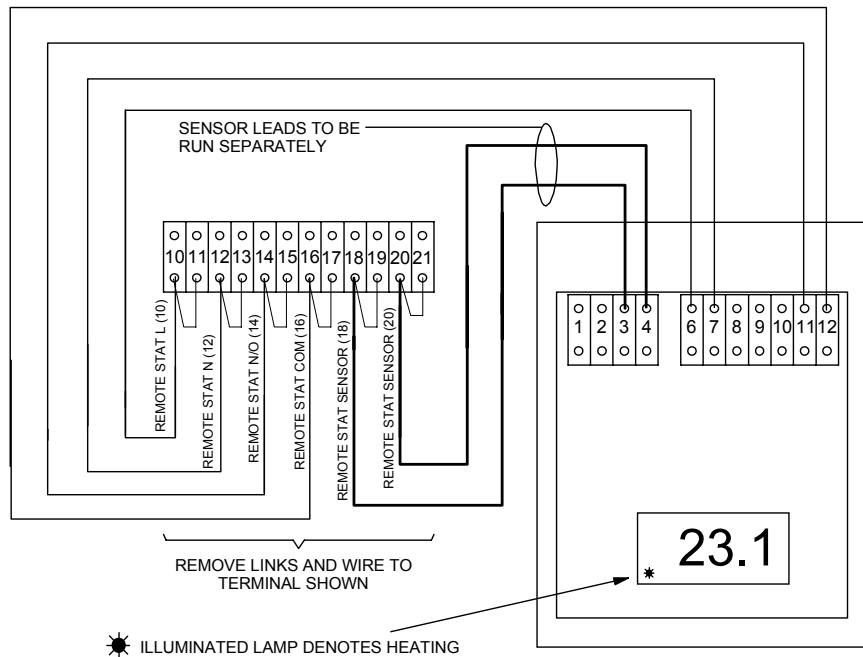 SENSOR LEADS TO BE
RUN SEPARATELY
10 11 12 13 14 15 16 17 18 19 20 21
REMOTE STAT L (10)
REMOTE STAT N (12)
REMOTE STAT N/O (14)
REMOTE STAT COM (16)
REMOTE STAT SENSOR (18)
REMOTE STAT SENSOR (20)
1 2 3 4 6 7 8 9 10 11 12
REMOVE LINKS AND WIRE TO
TERMINAL SHOWN
23.1
ILLUMINATED LAMP DENOTES HEATING